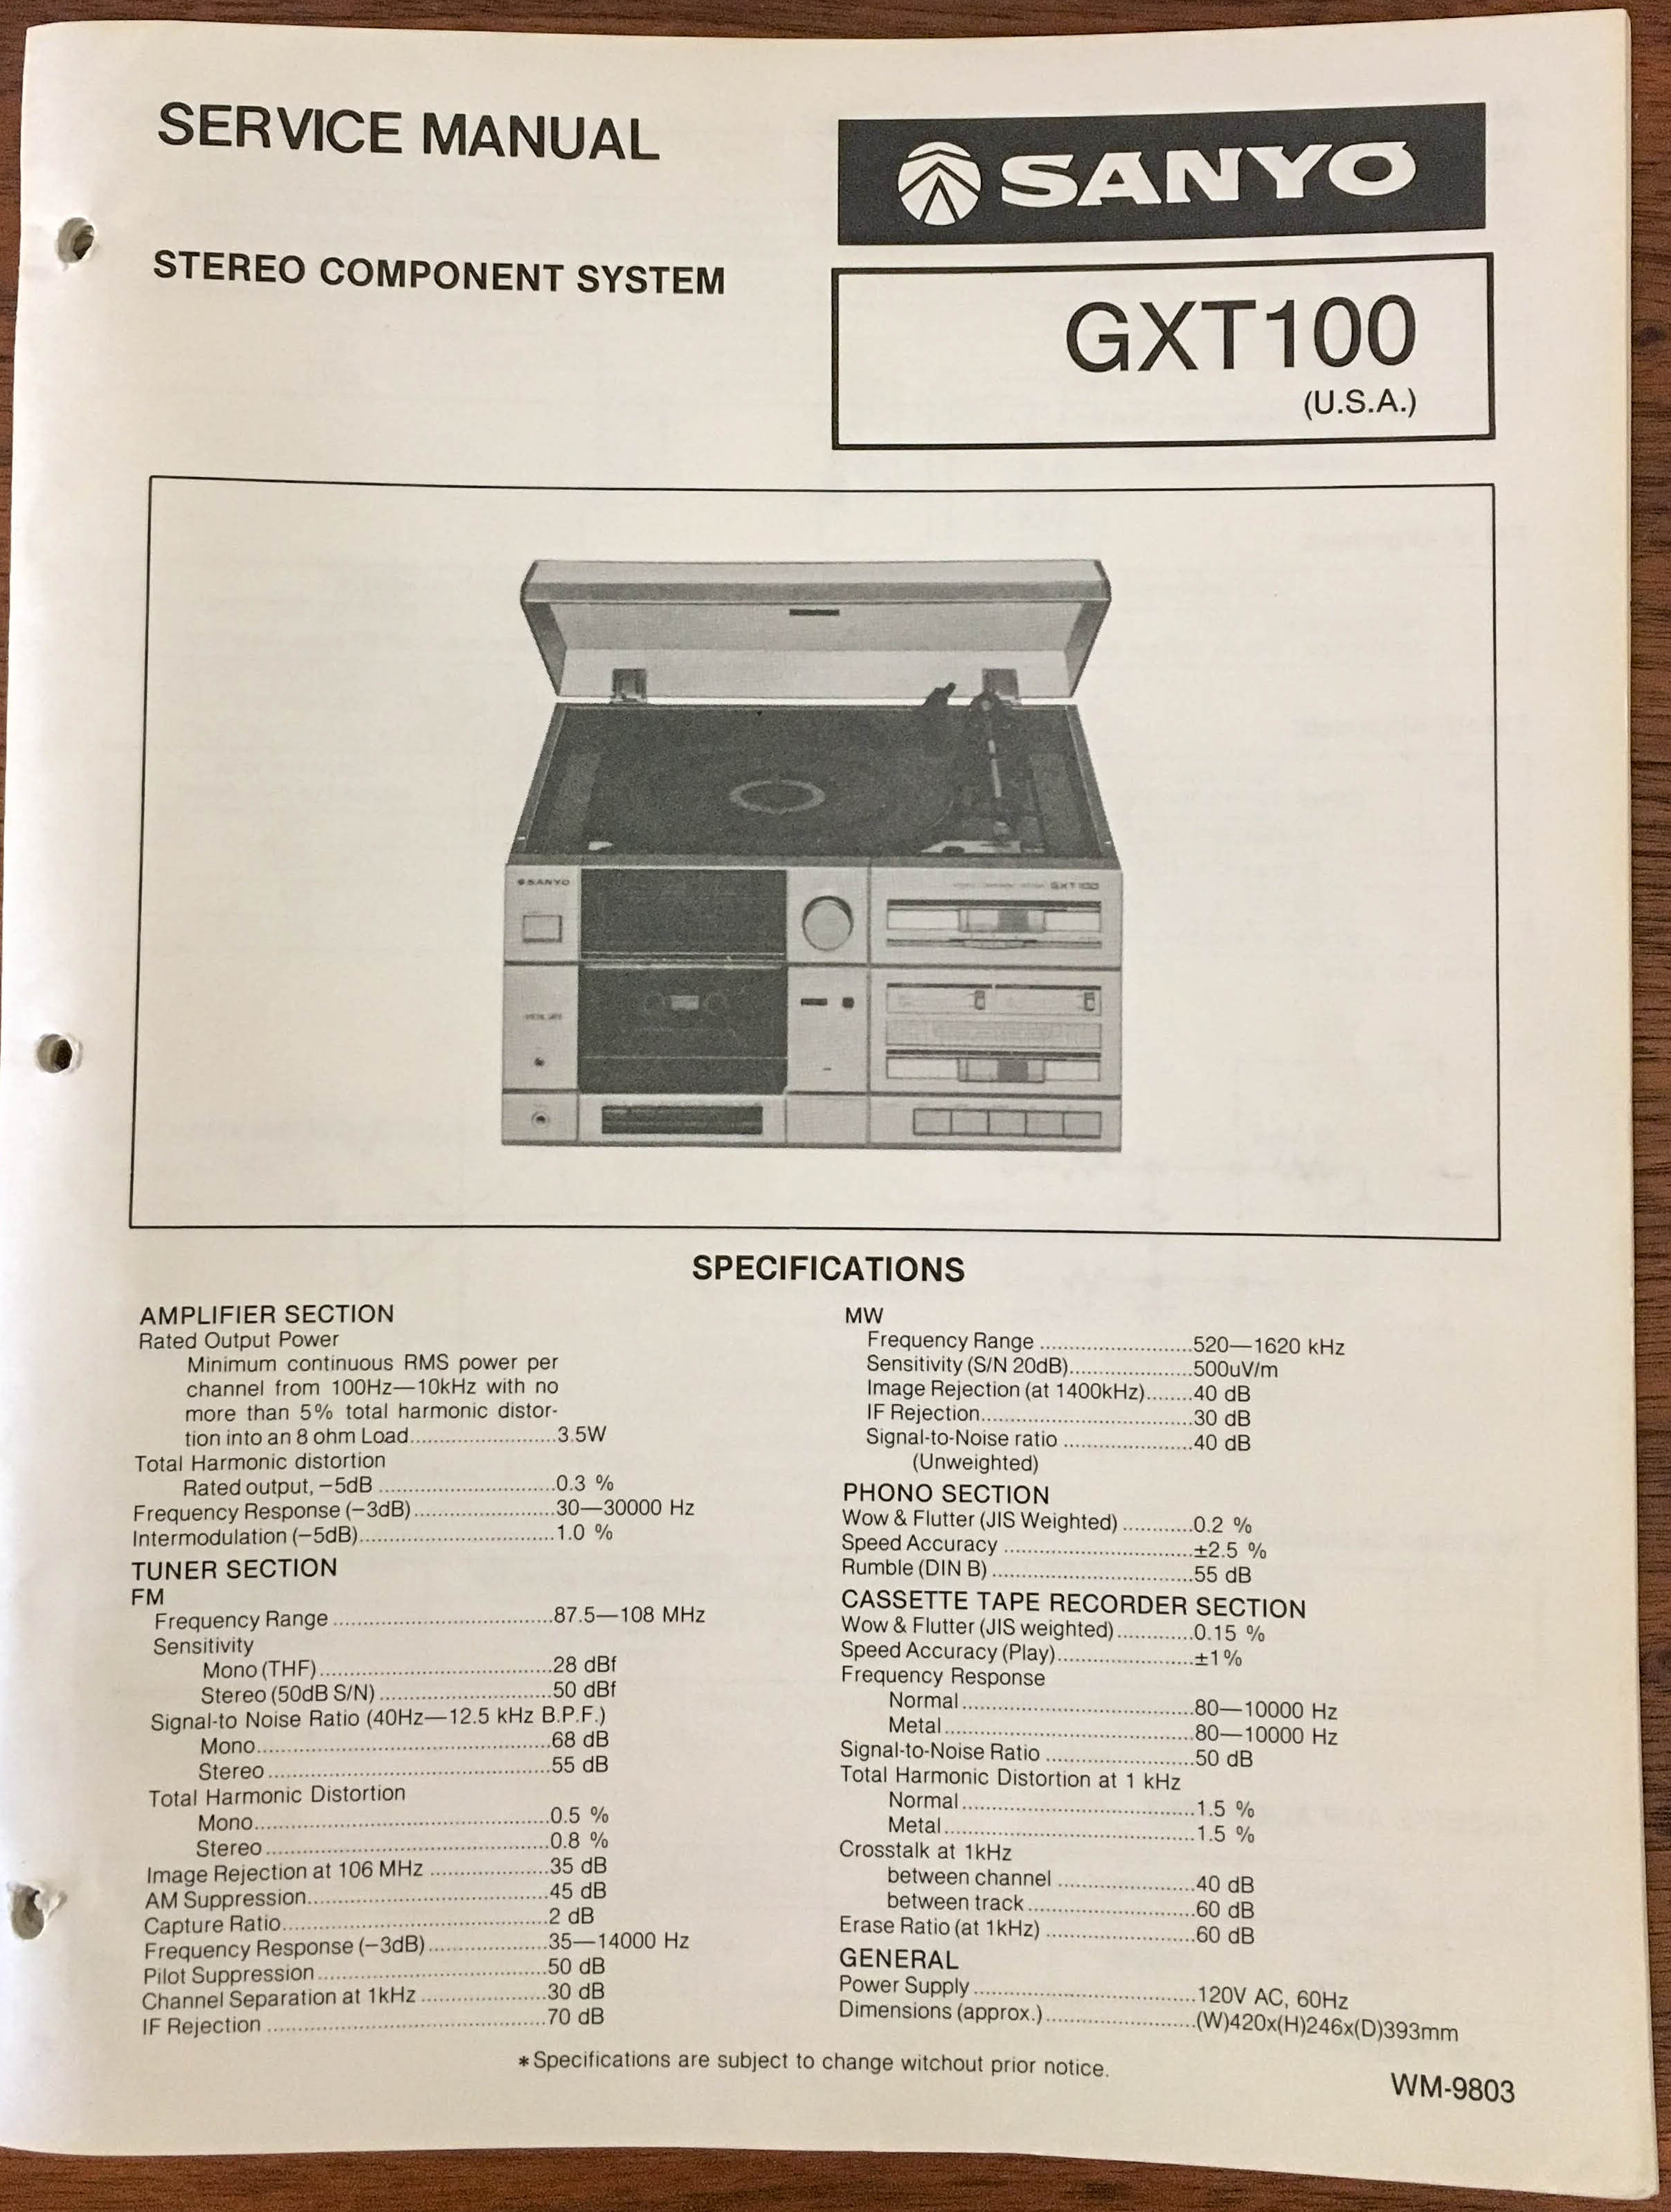 SERVICE MANUAL
SANYO
STEREO COMPONENT SYSTEM
GXT100
(U.S.A.)
SANYO
GXT100
SPECIFICATIONS
AMPLIFIER SECTION
Rated Output Power
Minimum continuous RMS power per
channel from 100Hz—10kHz with no
more than 5% total harmonic distor-
tion into an 8 ohm Load..........................3.5W
Total Harmonic distortion
Rated output, −5dB ...............................0.3 %
Frequency Response (−3dB)........................30—30000 Hz
Intermodulation (−5dB)..................................1.0 %
TUNER SECTION
FM
Frequency Range .......................................87.5—108 MHz
Sensitivity
Mono (THF).........................................28 dBf
Stereo (50dB S/N) ..............................50 dBf
Signal-to Noise Ratio (40Hz—12.5 kHz B.P.F.)
Mono....................................................68 dB
Stereo..................................................55 dB
Total Harmonic Distortion
Mono....................................................0.5 %
Stereo..................................................0.8 %
Image Rejection at 106 MHz .....................35 dB
AM Suppression..........................................45 dB
Capture Ratio...............................................2 dB
Frequency Response (−3dB).....................35—14000 Hz
Pilot Suppression.........................................50 dB
Channel Separation at 1kHz ......................30 dB
IF Rejection .................................................70 dB
MW
Frequency Range ...........................520—1620 kHz
Sensitivity (S/N 20dB)......................500uV/m
Image Rejection (at 1400kHz)........40 dB
IF Rejection......................................30 dB
Signal-to-Noise ratio .......................40 dB
(Unweighted)
PHONO SECTION
Wow & Flutter (JIS Weighted) ............0.2 %
Speed Accuracy ..................................±2.5 %
Rumble (DIN B) ....................................55 dB
CASSETTE TAPE RECORDER SECTION
Wow & Flutter (JIS weighted).............0.15 %
Speed Accuracy (Play)........................±1%
Frequency Response
Normal.........................................80—10000 Hz
Metal............................................80—10000 Hz
Signal-to-Noise Ratio ..........................50 dB
Total Harmonic Distortion at 1 kHz
Normal.........................................1.5 %
Metal............................................1.5 %
Crosstalk at 1kHz
between channel ........................40 dB
between track..............................60 dB
Erase Ratio (at 1kHz) ..........................60 dB
GENERAL
Power Supply .......................................120V AC, 60Hz
Dimensions (approx.)..........................(W)420x(H)246x(D)393mm
*Specifications are subject to change witchout prior notice.
WM-9803